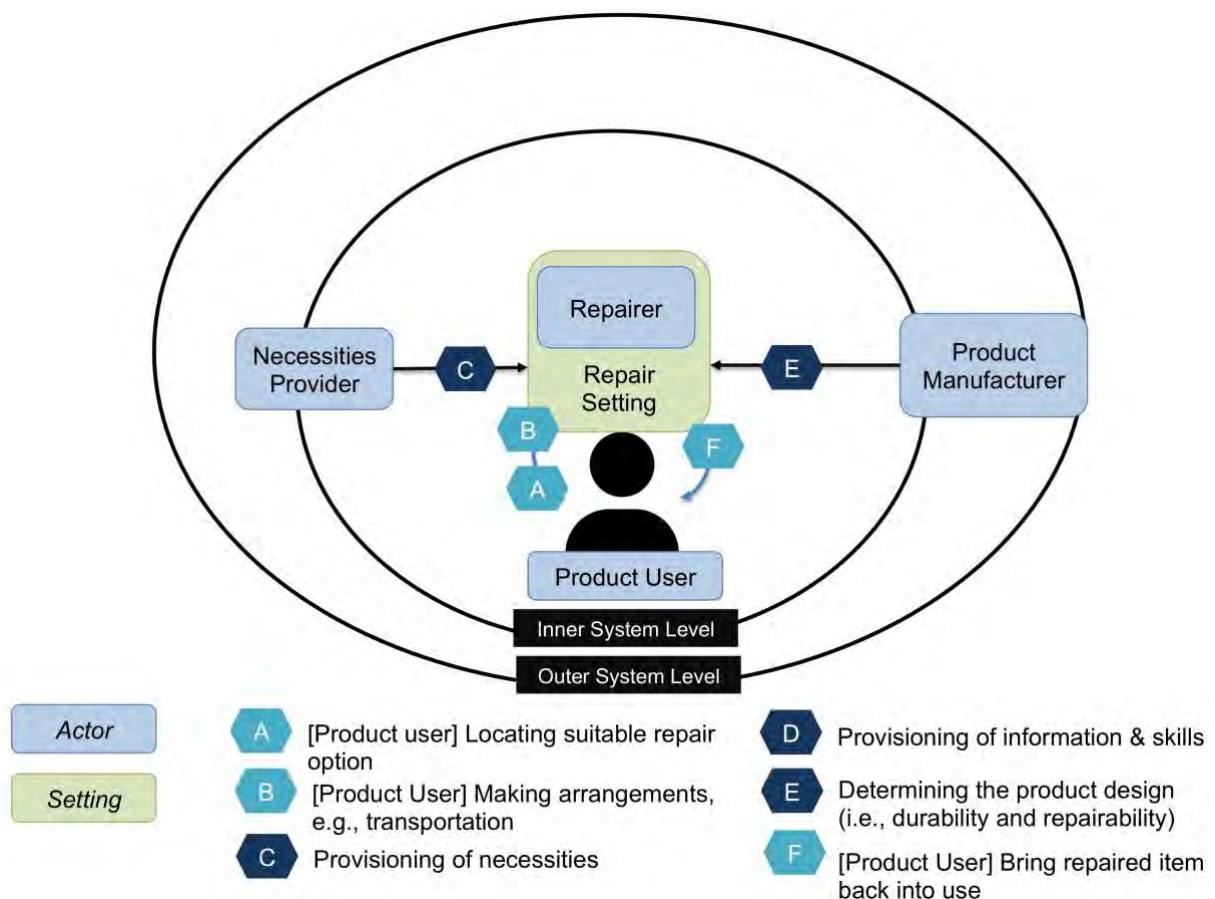 Repairer
Necessities
Provider
C
Repair
Setting
E
Product
Manufacturer
B
F
A
Product User
Inner System Level
Outer System Level
Actor
Setting
A
[Product user] Locating suitable repair
option
B
[Product User] Making arrangements,
e.g., transportation
C
Provisioning of necessities
D
Provisioning of information & skills
E
Determining the product design
(i.e., durability and repairability)
F
[Product User] Bring repaired item
back into use